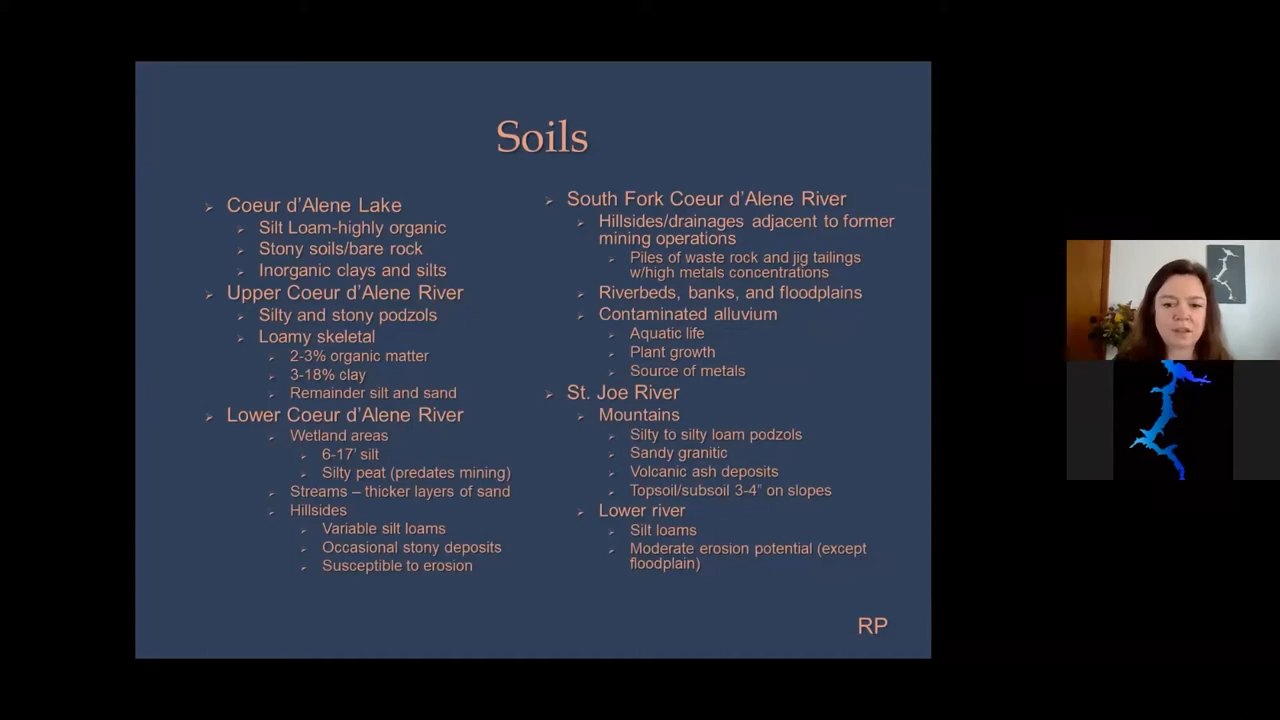 Soils
Coeur d'Alene Lake
Silt Loam-highly organic
Stony soils/bare rock
Inorganic clays and silts
Upper Coeur d'Alene River
Silty and stony podzols
Loamy skeletal
2-3% organic matter
3-18% clay
Remainder silt and sand
Lower Coeur d'Alene River
Wetland areas
6-17' silt
Silty peat (predates mining)
Streams – thicker layers of sand
Hillsides
Variable silt loams
Occasional stony deposits
Susceptible to erosion
South Fork Coeur d'Alene River
Hillsides/drainages adjacent to former
mining operations
Piles of waste rock and jig tailings
w/high metals concentrations
Riverbeds, banks, and floodplains
Contaminated alluvium
Aquatic life
Plant growth
Source of metals
St. Joe River
Mountains
Silty to silty loam podzols
Sandy granitic
Volcanic ash deposits
Topsoil/subsoil 3-4" on slopes
Lower river
Silt loams
Moderate erosion potential (except
floodplain)
RP